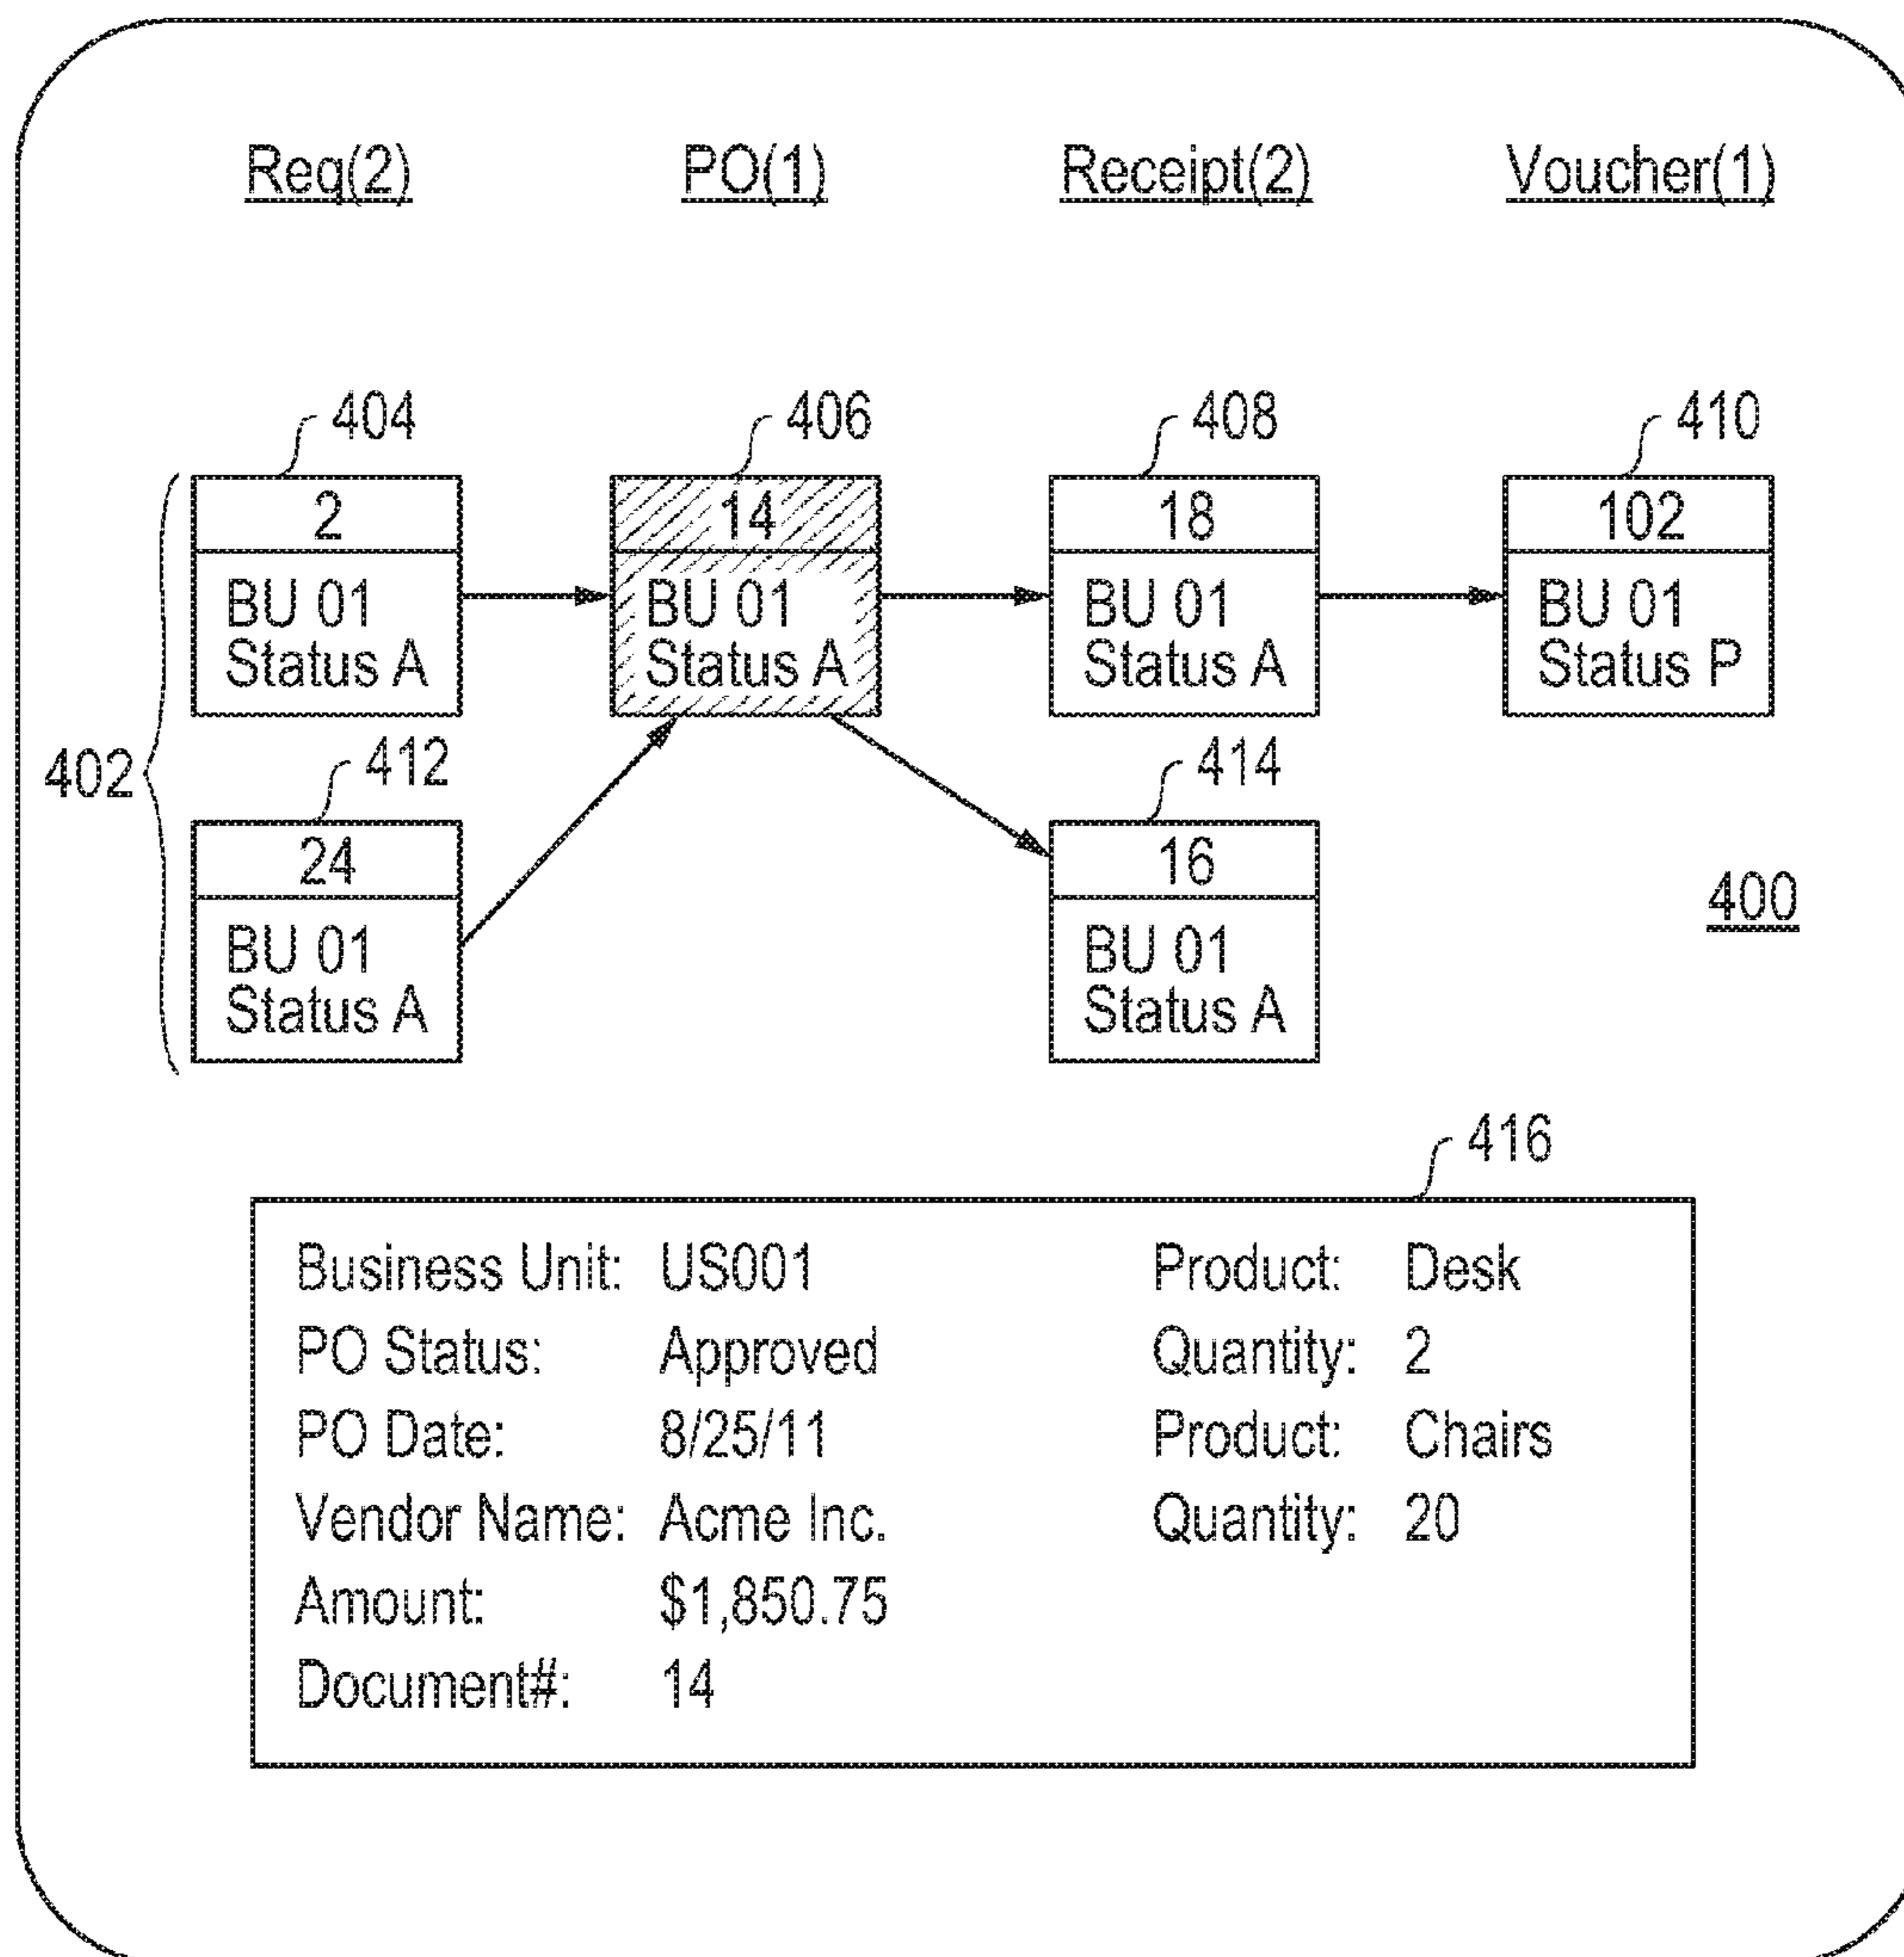 Req(2) PO(1) Receipt(2) Voucher(1)
404 406 408 410
2 14 18 102
BU 01 BU 01 BU 01 BU 01
Status A Status A Status A Status P
402 412 414
24 16
400
BU 01 BU 01
Status A Status A
416
Business Unit: US001 Product: Desk
PO Status: Approved Quantity: 2
PO Date: 8/25/11 Product: Chairs
Vendor Name: Acme Inc. Quantity: 20
Amount: $1,850.75
Document#: 14